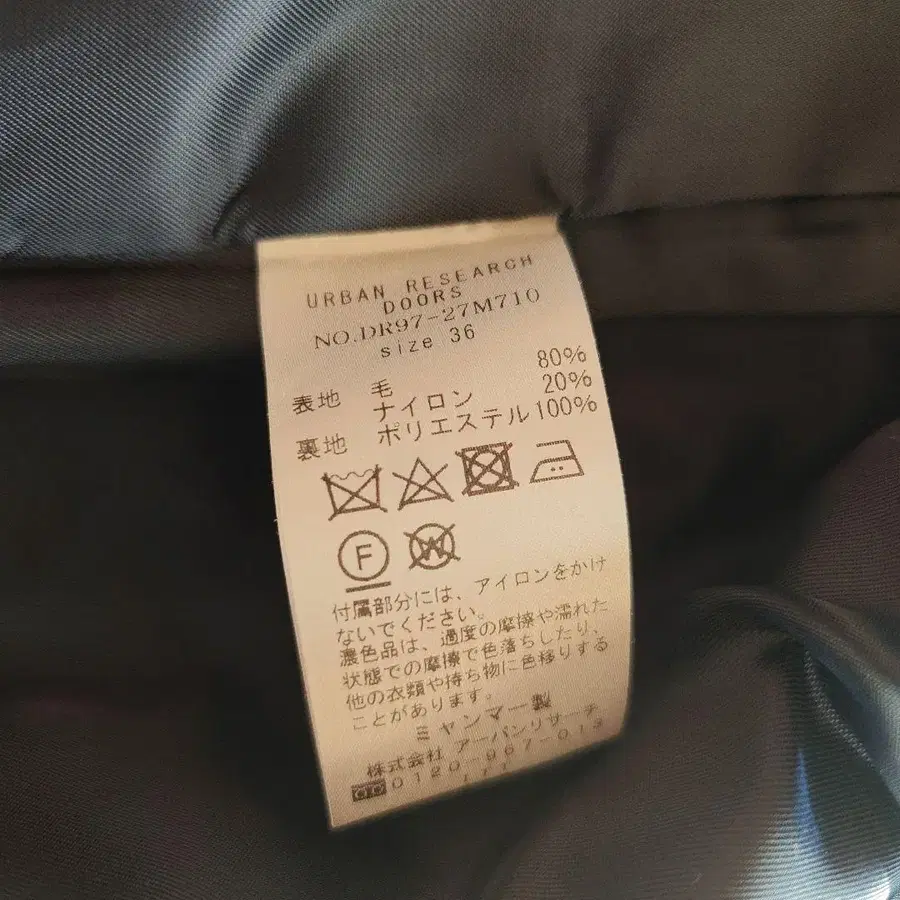 URBAN RESEARCH
DOORS
NO.DR97-27M710
size 36
表地 毛 80%
ナイロン 20%
裏地 ポリエステル 100%
F
W
付属部分には、アイロンをかけ
ないでください。
濃色品は、過度の摩擦や濡れた
状態での摩擦で色落ちしたり、
他の衣類や持ち物に色移りする
ことがあります。
ミャンマー製
株式会社 アーバンリサーチ
0120-967-013